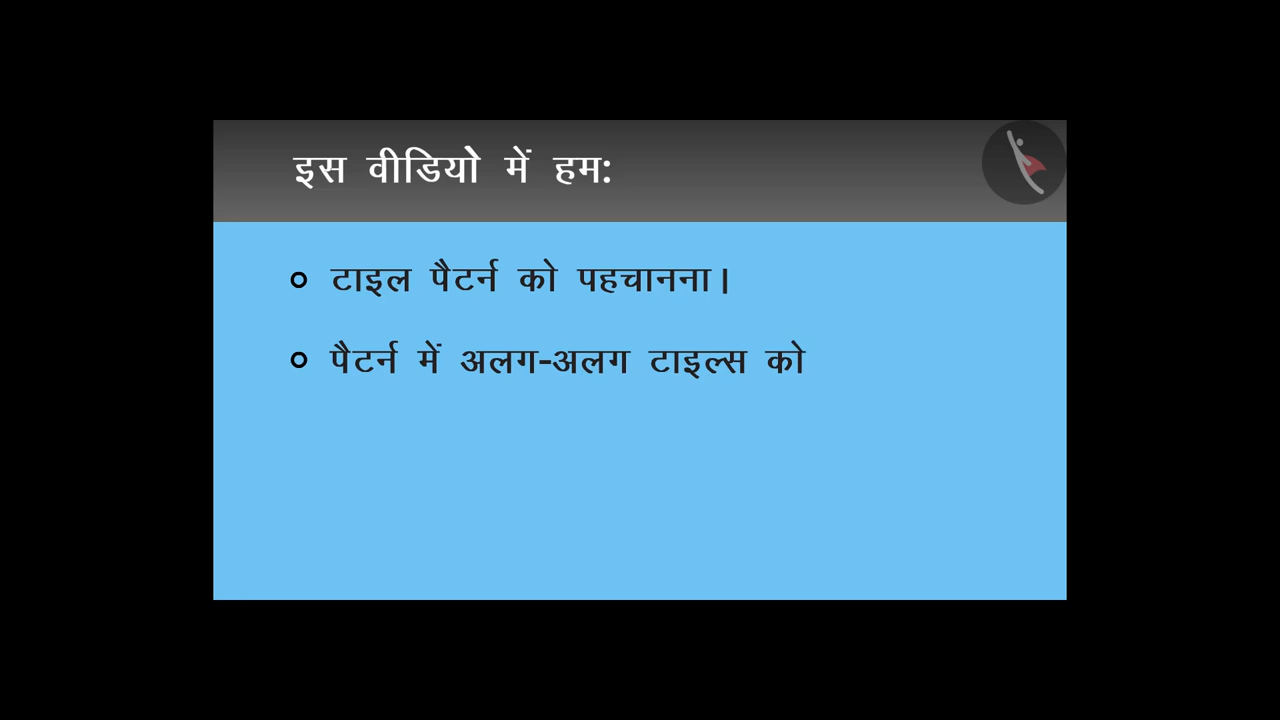 इस वीडियो में हम:
टाइल पैटर्न को पहचानना।
पैटर्न में अलग-अलग टाइल्स को